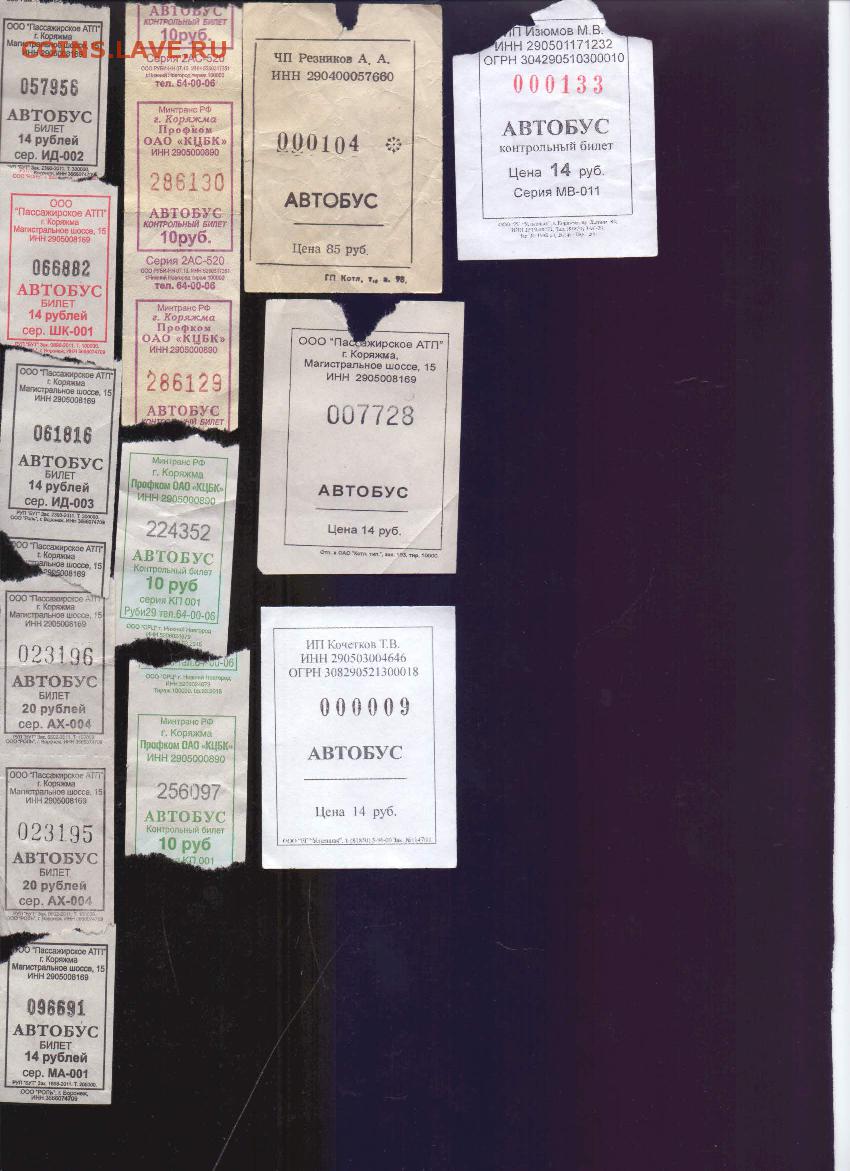 COINS.LAVE.RU
ООО "Пассажирское АТП"
г. Коряжма
057956
АВТОБУС
БИЛЕТ
14 рублей
сер. ИД-002
ООО
"Пассажирское АТП"
г. Коряжма
Магистральное шоссе, 15
ИНН 2905008169
066882
АВТОБУС
БИЛЕТ
14 рублей
сер. ШК-001
ООО "Пассажирское АТП"
г. Коряжма
Магистральное шоссе, 15
ИНН 2905008169
061816
АВТОБУС
БИЛЕТ
14 рублей
сер. ИД-003
ООО "Пассажирское АТП"
г. Коряжма
шоссе, 15
ИНН 2905008169
ООО "Пассажирское АТП"
г. Коряжма
Магистральное шоссе, 15
ИНН 2905008169
023196
АВТОБУС
БИЛЕТ
20 рублей
сер. АХ-004
ООО "Пассажирское АТП"
г. Коряжма
Магистральное шоссе, 15
ИНН 2905008169
023195
АВТОБУС
БИЛЕТ
20 рублей
сер. АХ-004
ООО "Пассажирское АТП"
г. Коряжма
Магистральное шоссе, 15
ИНН 2905008169
096691
АВТОБУС
БИЛЕТ
14 рублей
сер. МА-001
ООО "РОЛЬ", г. Воронеж,
ИНН 3666074709
АВТОБУС
КОНТРОЛЬНЫЙ БИЛЕТ
10руб.
Серия 2АС-520
тел. 64-00-06
Минтранс РФ
г. Коряжма
Профком
ОАО «КЦБК»
ИНН 2905000890
286130
АВТОБУС
КОНТРОЛЬНЫЙ БИЛЕТ
10руб.
Серия 2АС-520
тел. 64-00-06
Минтранс РФ
г. Коряжма
Профком
ОАО «КЦБК»
ИНН 2905000890
286129
АВТОБУС
КОНТРОЛЬНЫЙ БИЛЕТ
Минтранс РФ
г. Коряжма
Профком ОАО «КЦБК»
ИНН 2905000890
224352
АВТОБУС
Контрольный билет
10 руб
серия КП 001
Руби29 тел.64-00-06
Минтранс РФ
г. Коряжма
Профком ОАО «КЦБК»
ИНН 2905000890
256097
АВТОБУС
Контрольный билет
10 руб
КП 001
ЧП Резников А. А.
ИНН 290400057660
000104
АВТОБУС
Цена 85 руб.
ООО "Пассажирское АТП"
г. Коряжма,
Магистральное шоссе, 15
ИНН 2905008169
007728
АВТОБУС
Цена 14 руб.
ИП Кочетков Т.В.
ИНН 290503004646
ОГРН 308290521300018
000009
АВТОБУС
Цена 14 руб.
ИП Изюмов М.В.
ИНН 290501171232
ОГРН 304290510300010
000133
АВТОБУС
контрольный билет
Цена 14 руб.
Серия МВ-011